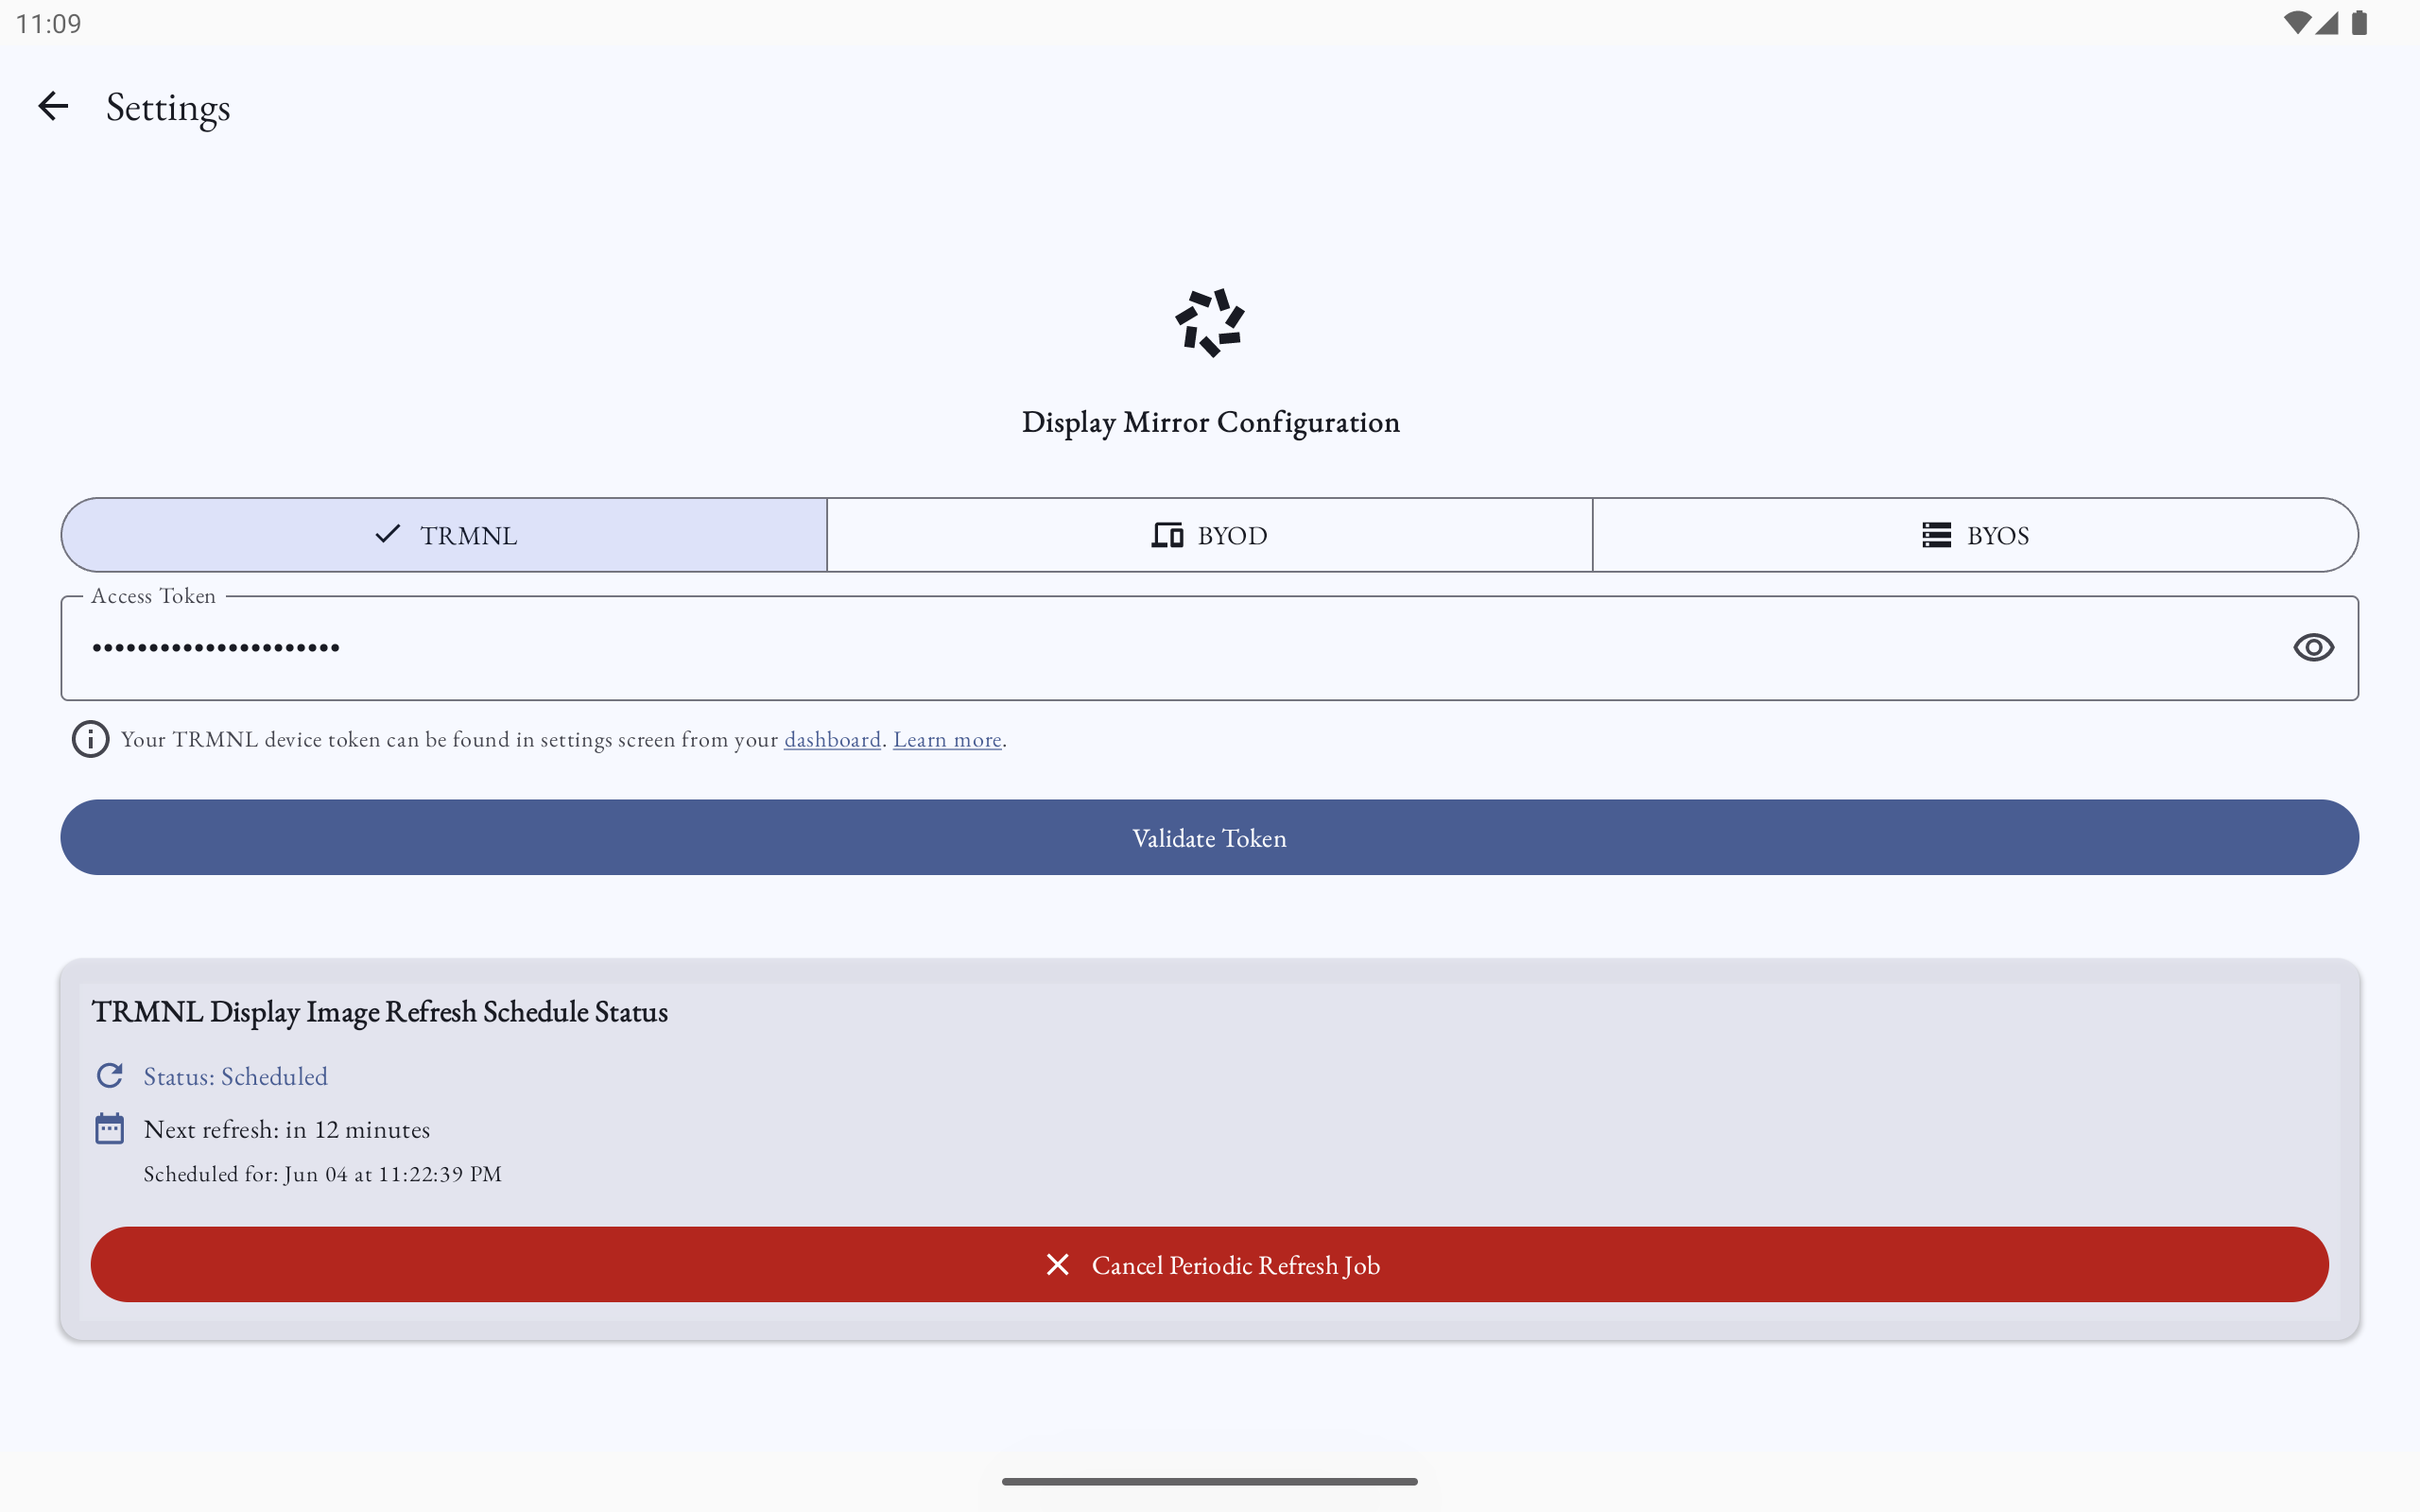 11:09
Settings
Display Mirror Configuration
TRMNL
BYOD
BYOS
Access Token
••••••••••••••••••••••
Your TRMNL device token can be found in settings screen from your dashboard. Learn more.
Validate Token
TRMNL Display Image Refresh Schedule Status
Status: Scheduled
Next refresh: in 12 minutes
Scheduled for: Jun 04 at 11:22:39 PM
Cancel Periodic Refresh Job